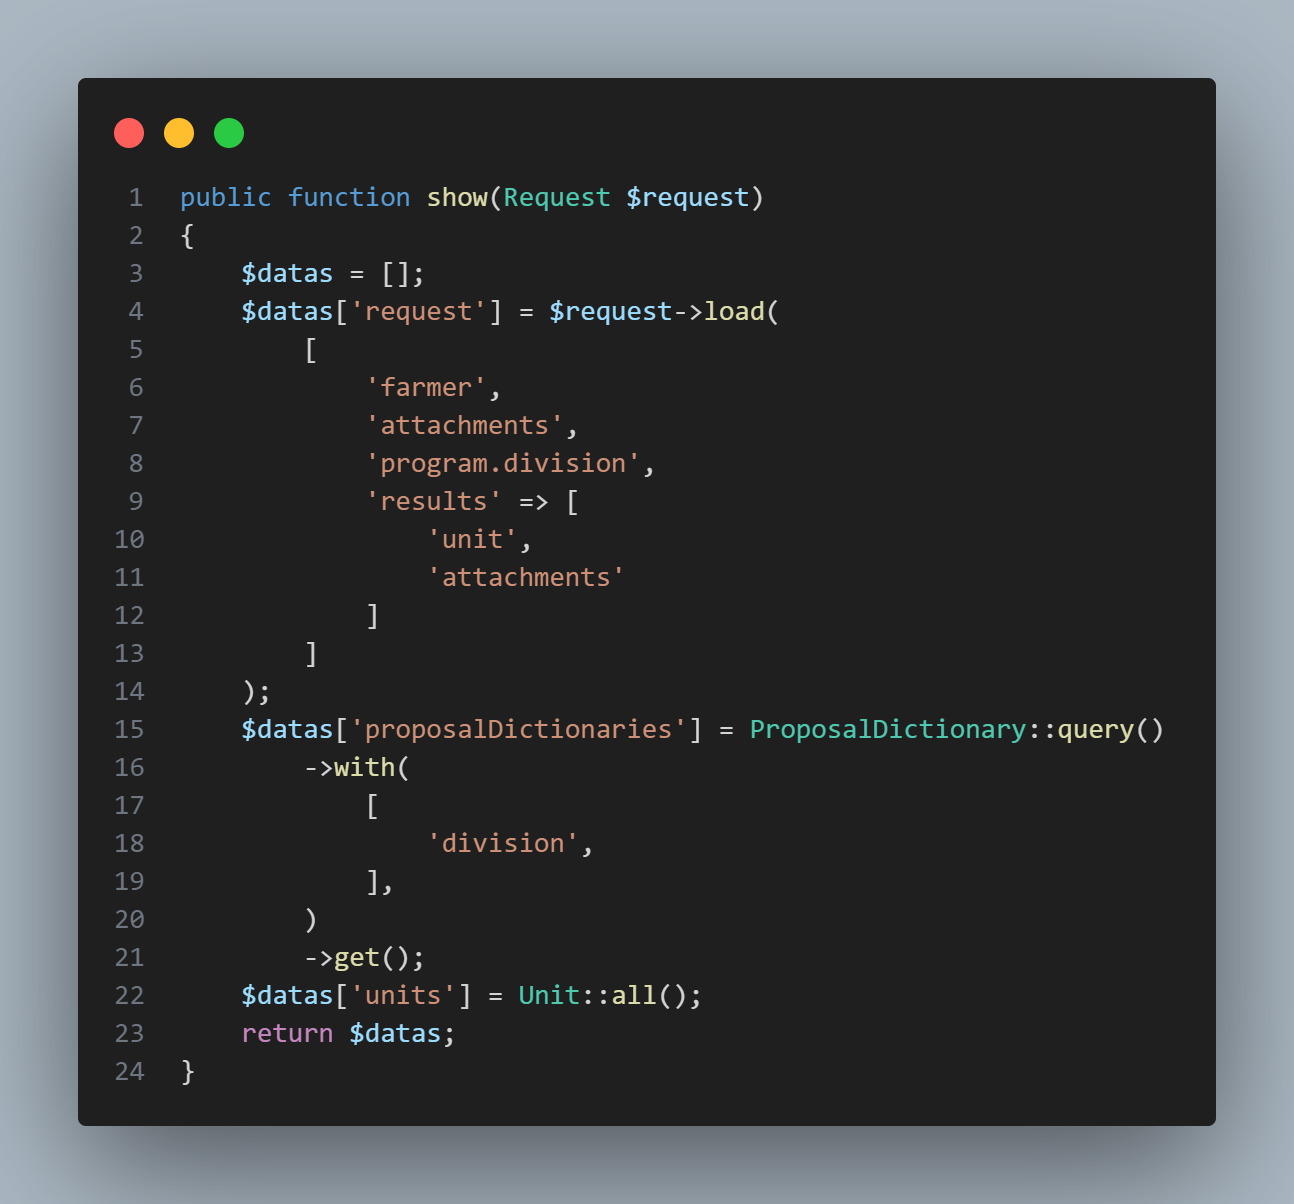 1 public function show(Request $request)
2 {
3     $datas = [];
4     $datas['request'] = $request->load(
5         [
6             'farmer',
7             'attachments',
8             'program.division',
9             'results' => [
10                 'unit',
11                 'attachments'
12             ]
13         ]
14     );
15     $datas['proposalDictionaries'] = ProposalDictionary::query()
16         ->with(
17             [
18                 'division',
19             ],
20         )
21         ->get();
22     $datas['units'] = Unit::all();
23     return $datas;
24 }